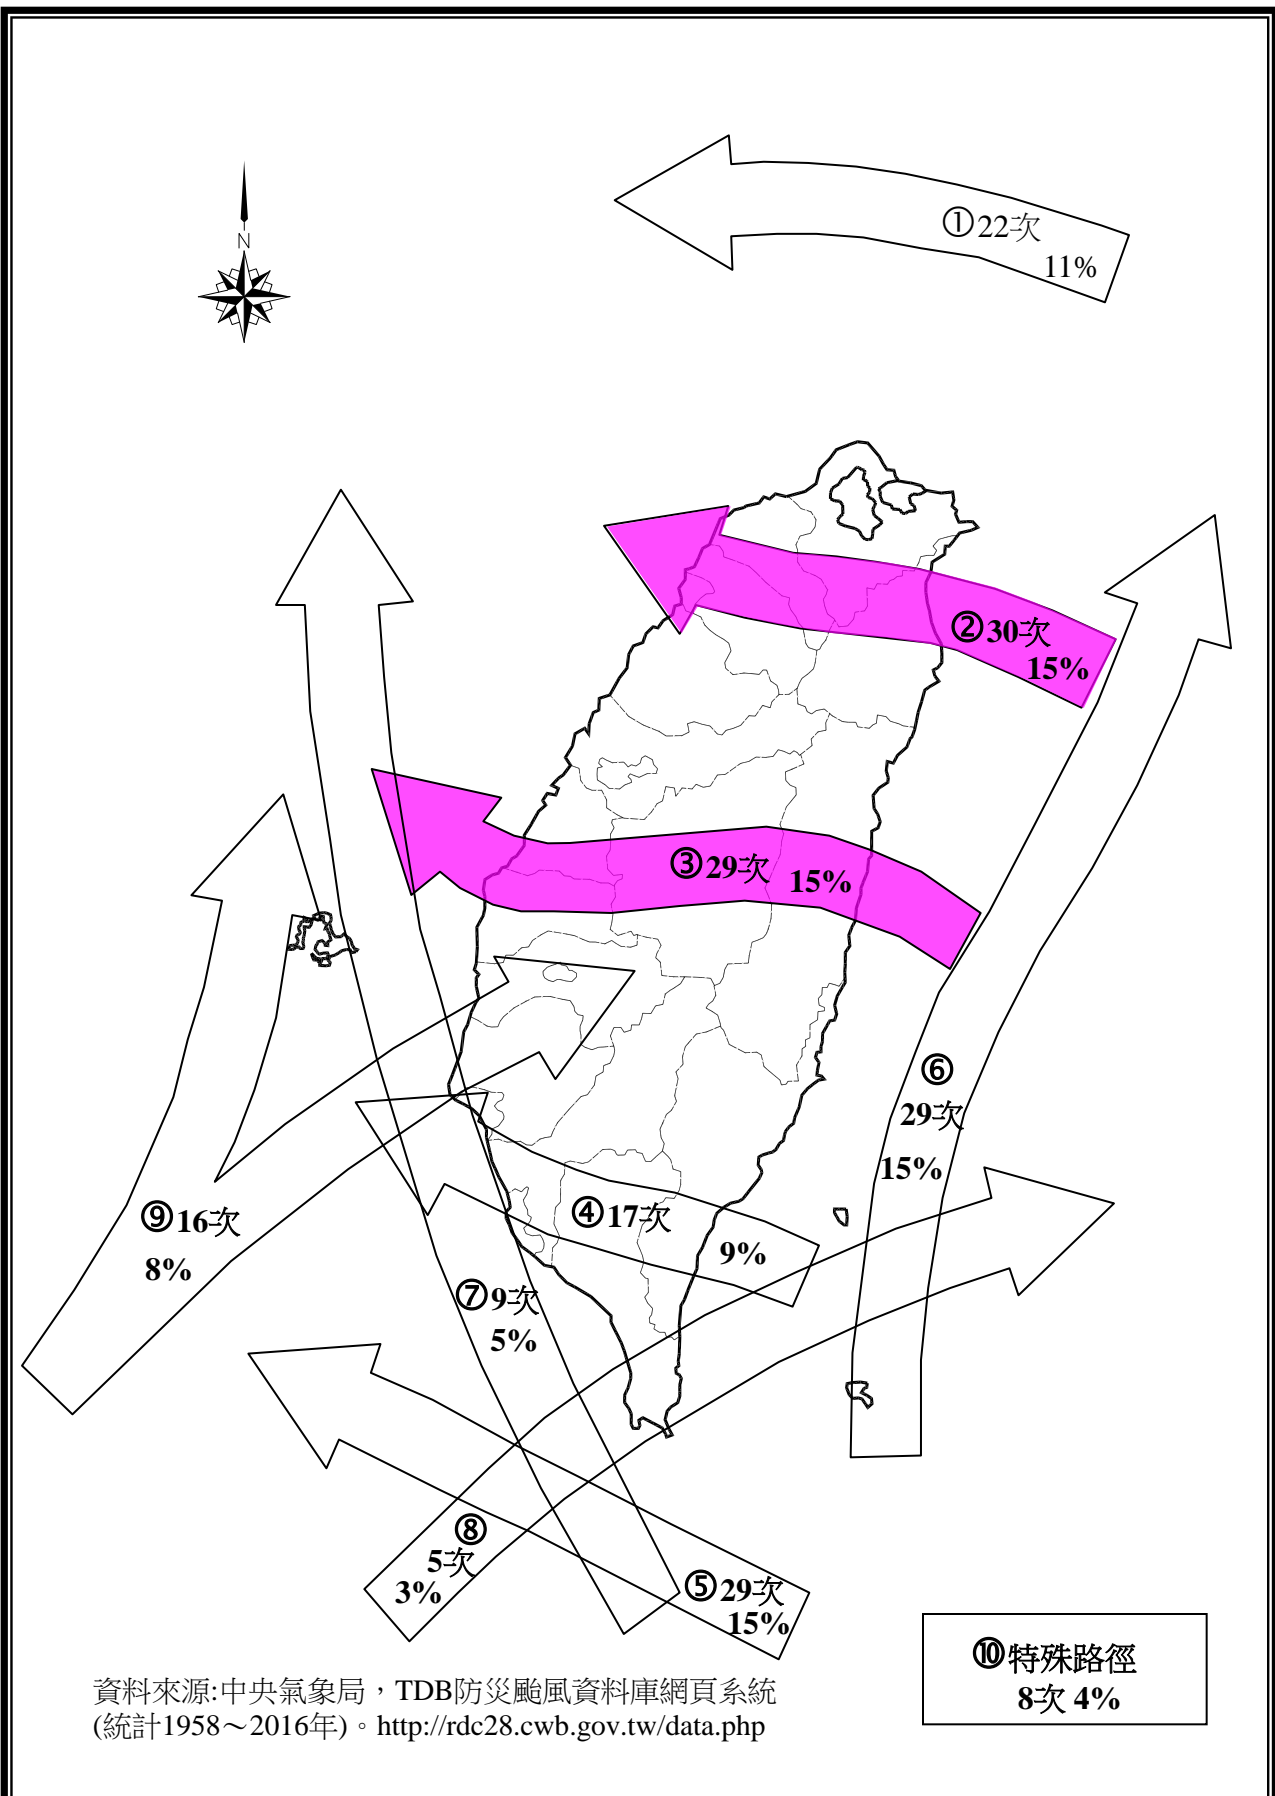 N
①22次
11%
②30次
15%
③29次 15%
⑥
29次
15%
④17次
9%
⑨16次
8%
⑦9次
5%
⑧
5次
3%
⑤29次
15%
⑩特殊路徑
8次 4%
資料來源:中央氣象局，TDB防災颱風資料庫網頁系統
(統計1958～2016年)。http://rdc28.cwb.gov.tw/data.php